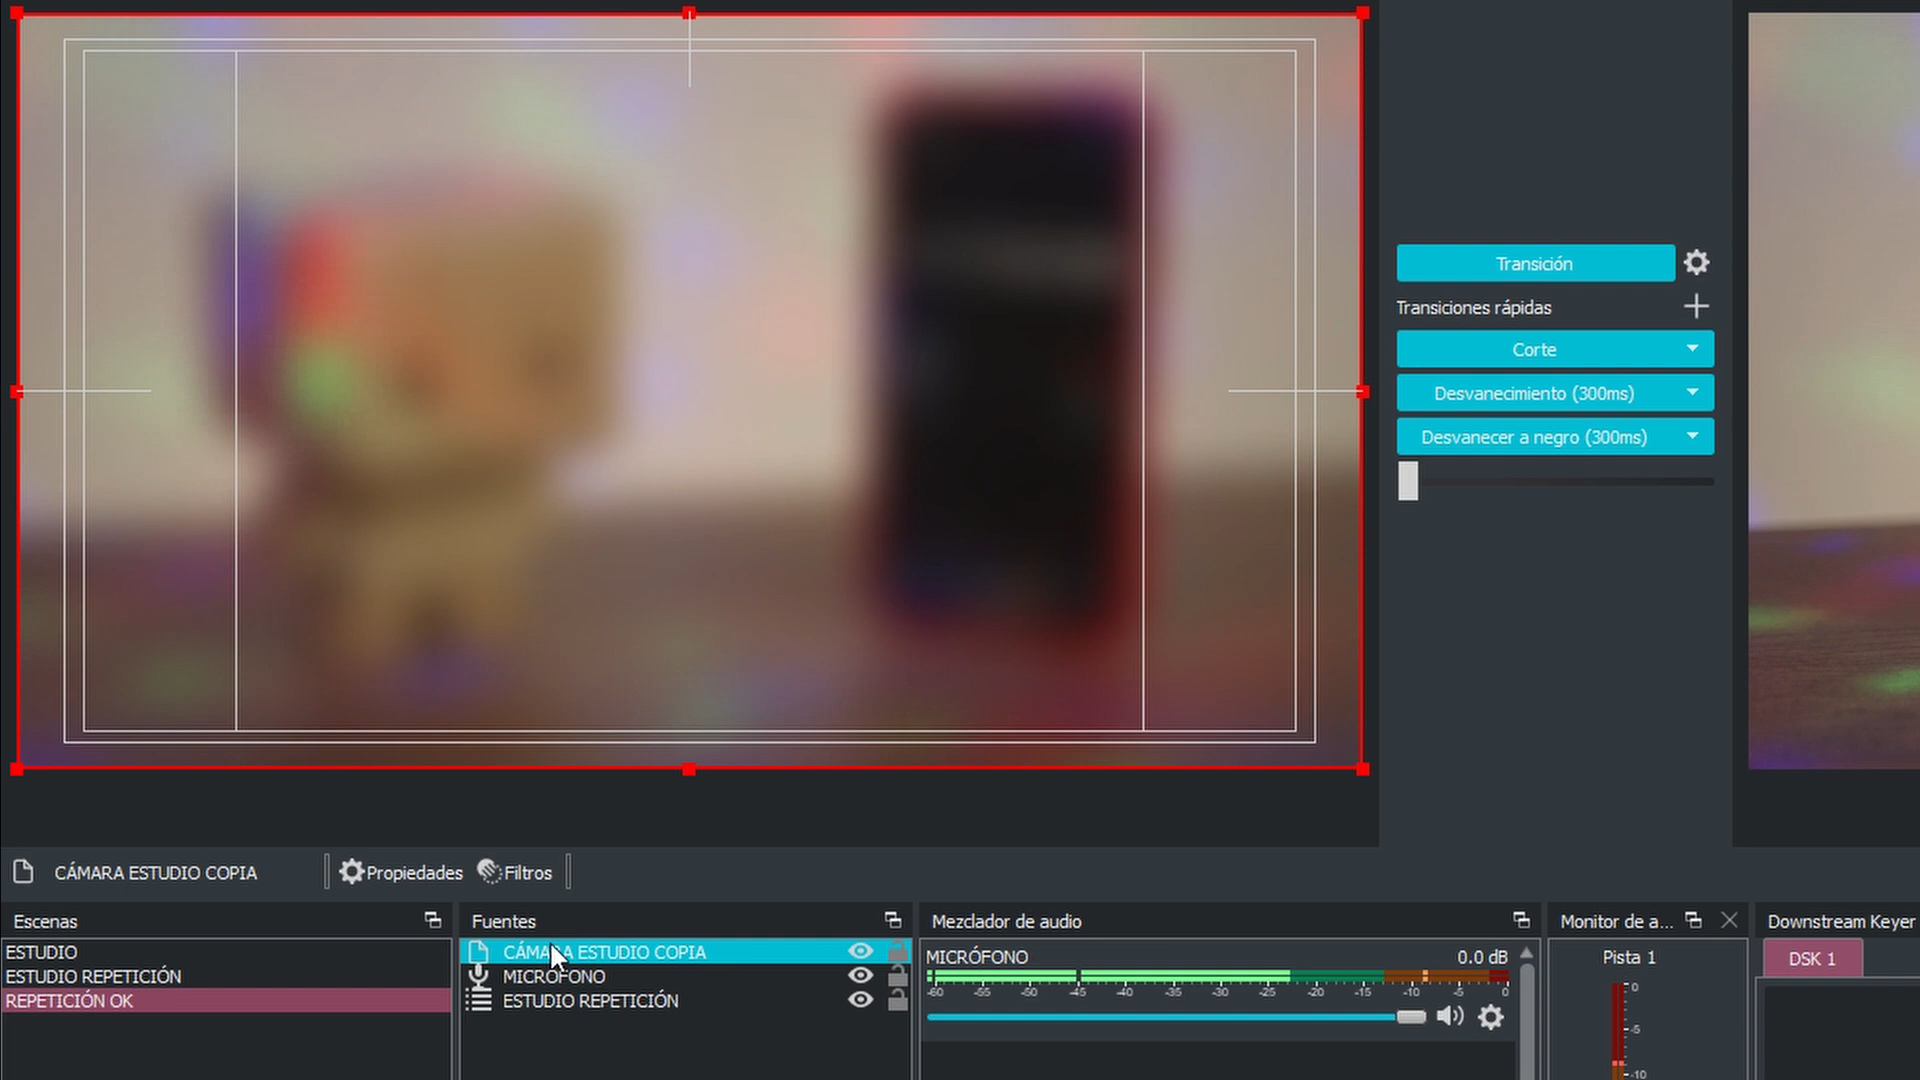 Transición
Transiciones rápidas
Corte
Desvanecimiento (300ms)
Desvanecer a negro (300ms)
CÁMARA ESTUDIO COPIA
Propiedades
Filtros
Escenas
ESTUDIO
ESTUDIO REPETICIÓN
REPETICIÓN OK
Fuentes
CÁMARA ESTUDIO COPIA
MICRÓFONO
ESTUDIO REPETICIÓN
Mezclador de audio
MICRÓFONO 0.0 dB
-60 -55 -50 -45 -40 -35 -30 -25 -20 -15 -10 -5 0
Monitor de a...
Pista 1
0
-5
-10
Downstream Keyer
DSK 1